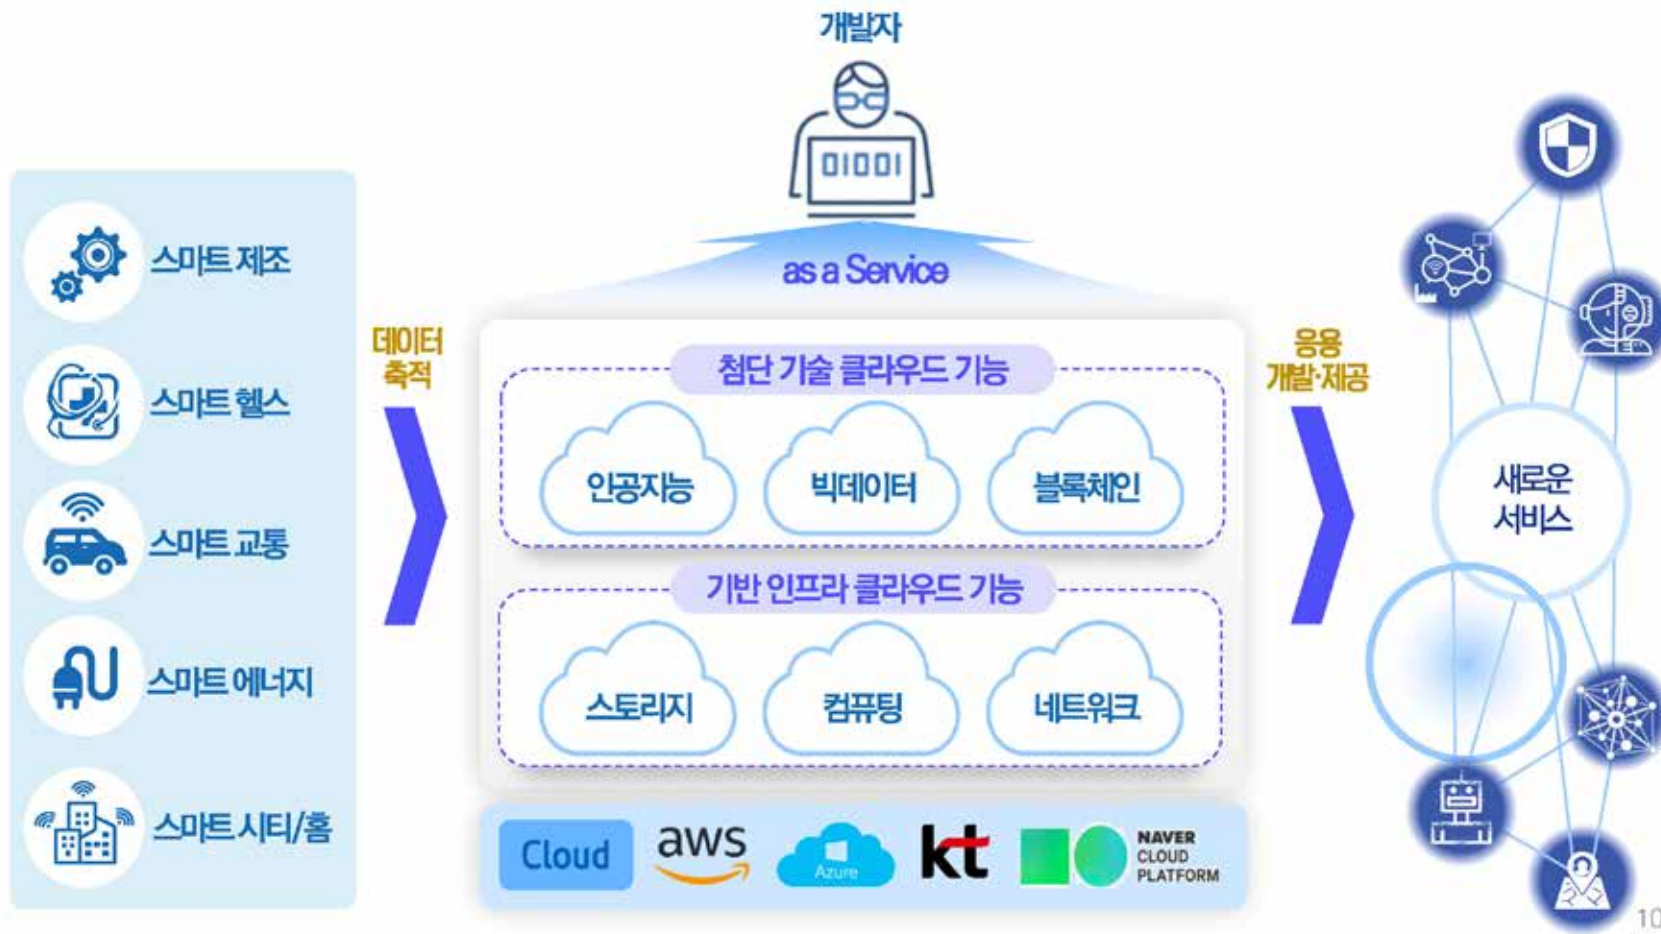 개발자
01001
as a Service
스마트 제조
스마트 헬스
스마트 교통
스마트 에너지
스마트 시티/홈
데이터
축적
첨단 기술 클라우드 기능
인공지능
빅데이터
블록체인
기반 인프라 클라우드 기능
스토리지
컴퓨팅
네트워크
Cloud
aws
Azure
kt
NAVER
CLOUD
PLATFORM
응용
개발·제공
새로운
서비스
10